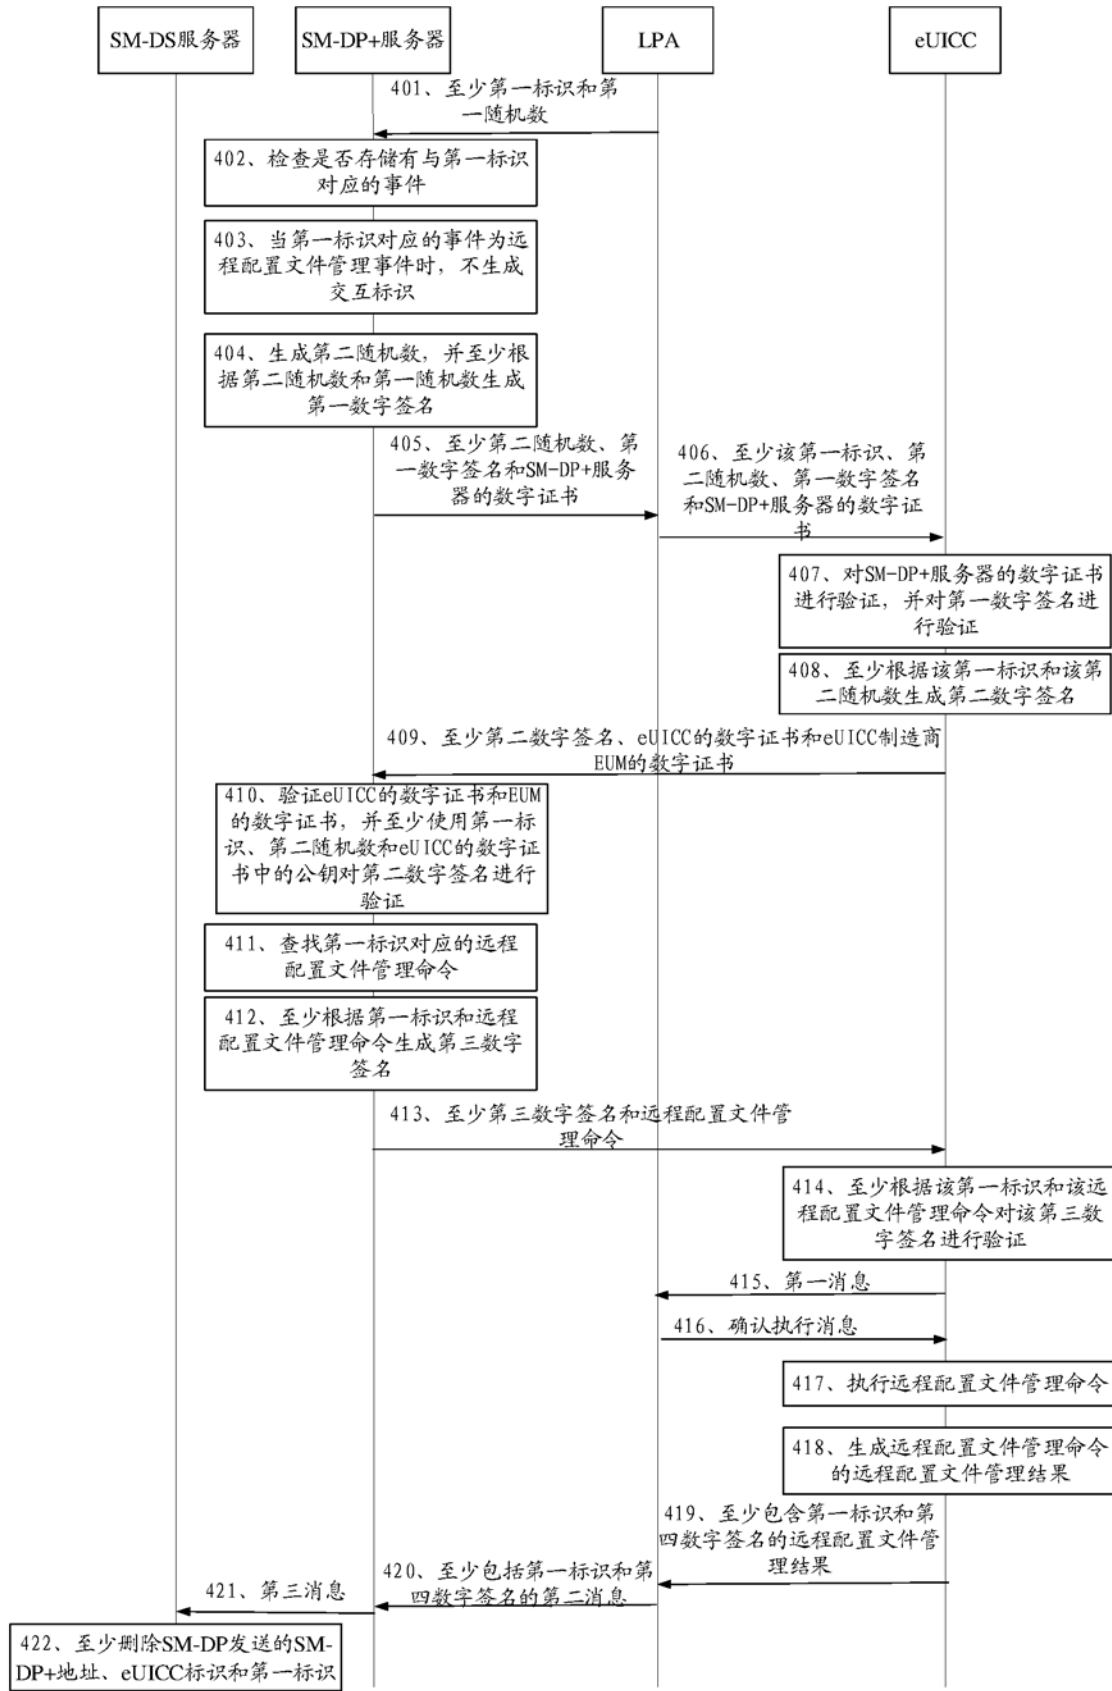 SM-DS服务器
SM-DP+服务器
LPA
eUICC
401、至少第一标识和第
一随机数
402、检查是否存储有与第一标识
对应的事件
403、当第一标识对应的事件为远
程配置文件管理事件时，不生成
交互标识
404、生成第二随机数，并至少根
据第二随机数和第一随机数生成
第一数字签名
405、至少第二随机数、第
一数字签名和SM-DP+服务
器的数字证书
406、至少该第一标识、第
二随机数、第一数字签名
和SM-DP+服务器的数字证
书
407、对SM-DP+服务器的数字证书
进行验证，并对第一数字签名进
行验证
408、至少根据该第一标识和该第
二随机数生成第二数字签名
409、至少第二数字签名、eUICC的数字证书和eUICC制造商
EUM的数字证书
410、验证eUICC的数字证书和EUM
的数字证书，并至少使用第一标
识、第二随机数和eUICC的数字证
书中的公钥对第二数字签名进行
验证
411、查找第一标识对应的远程
配置文件管理命令
412、至少根据第一标识和远程
配置文件管理命令生成第三数字
签名
413、至少第三数字签名和远程配置文件管
理命令
414、至少根据该第一标识和该远
程配置文件管理命令对该第三数
字签名进行验证
415、第一消息
416、确认执行消息
417、执行远程配置文件管理命令
418、生成远程配置文件管理命令
的远程配置文件管理结果
419、至少包含第一标识和第
四数字签名的远程配置文件管
理结果
420、至少包括第一标识和第
四数字签名的第二消息
421、第三消息
422、至少删除SM-DP发送的SM-
DP+地址、eUICC标识和第一标识